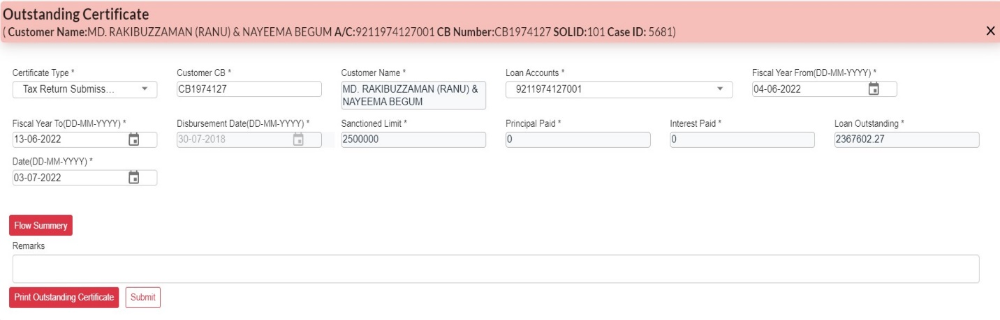 Outstanding Certificate
( Customer Name:MD. RAKIBUZZAMAN (RANU) & NAYEEMA BEGUM A/C:9211974127001 CB Number:CB1974127 SOLID:101 Case ID: 5681)
Certificate Type * Customer CB * Customer Name * Loan Accounts * Fiscal Year From(DD-MM-YYYY) *
Tax Return Submiss... CB1974127 MD. RAKIBUZZAMAN (RANU) & 9211974127001 04-06-2022
NAYEEMA BEGUM
Fiscal Year To(DD-MM-YYYY) * Disbursement Date(DD-MM-YYYY) * Sanctioned Limit * Principal Paid * Interest Paid * Loan Outstanding *
13-06-2022 30-07-2018 2500000 0 0 2367602.27
Date(DD-MM-YYYY) *
03-07-2022
Flow Summery
Remarks
Print Outstanding Certificate Submit